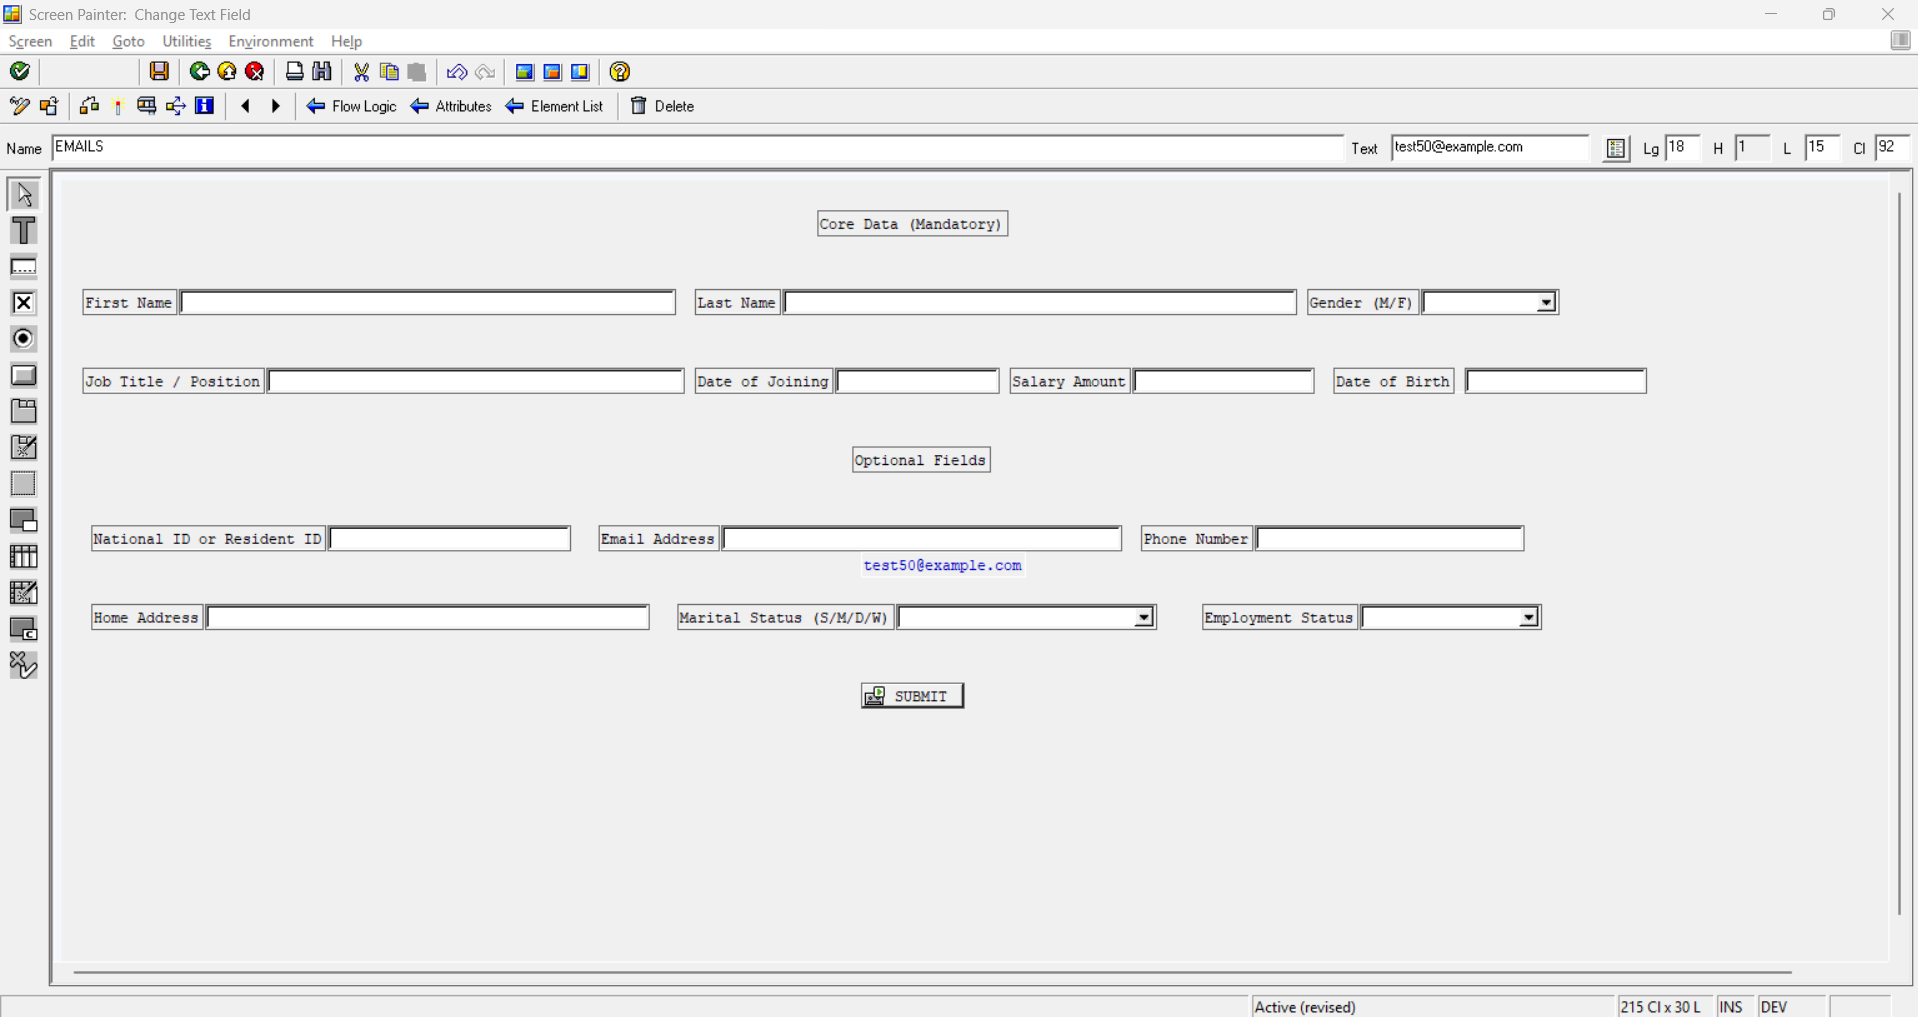 Screen Painter: Change Text Field
Screen Edit Goto Utilities Environment Help
Flow Logic Attributes Element List Delete
Name EMAILS Text test50@example.com Lg 18 H 1 L 15 Cl 92
Core Data (Mandatory)
First Name Last Name Gender (M/F)
Job Title / Position Date of Joining Salary Amount Date of Birth
Optional Fields
National ID or Resident ID Email Address Phone Number
test50@example.com
Home Address Marital Status (S/M/D/W) Employment Status
SUBMIT
Active (revised) 215 Cl x 30 L INS DEV